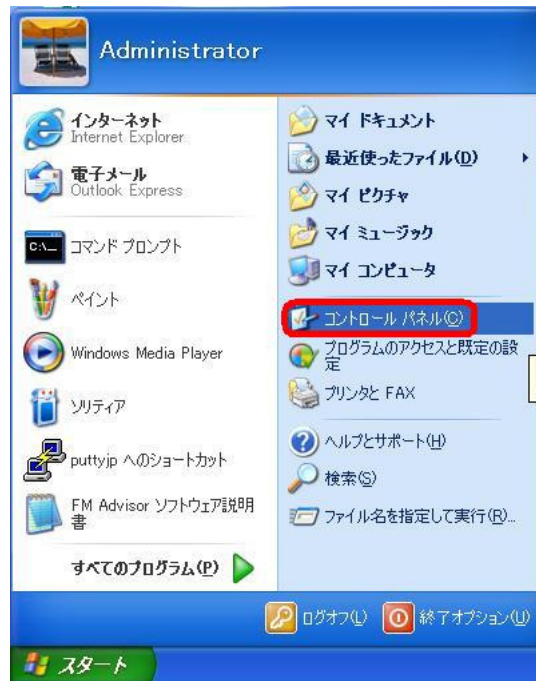 Administrator
インターネット
Internet Explorer
電子メール
Outlook Express
C:\_
コマンド プロンプト
ペイント
Windows Media Player
ソリティア
puttyjp へのショートカット
FM Advisor ソフトウェア説明
書
すべてのプログラム(P)
マイ ドキュメント
最近使ったファイル(D)
マイ ピクチャ
マイ ミュージック
マイ コンピュータ
コントロール パネル(C)
プログラムのアクセスと既定の設
定
プリンタと FAX
ヘルプとサポート(H)
検索(S)
ファイル名を指定して実行(R)...
ログオフ(L)
終了オプション(U)
スタート